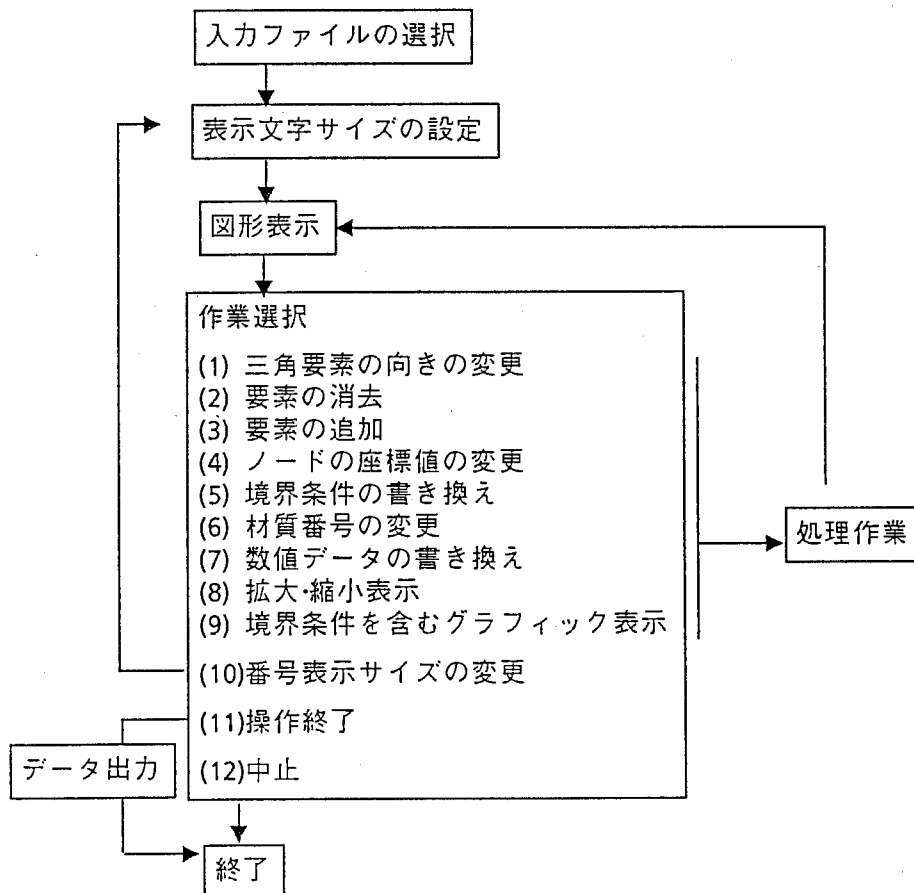 入力ファイルの選択
表示文字サイズの設定
図形表示
作業選択
(1) 三角要素の向きの変更
(2) 要素の消去
(3) 要素の追加
(4) ノードの座標値の変更
(5) 境界条件の書き換え
(6) 材質番号の変更
(7) 数値データの書き換え
(8) 拡大・縮小表示
(9) 境界条件を含むグラフィック表示
(10)番号表示サイズの変更
(11)操作終了
(12)中止
処理作業
データ出力
終了